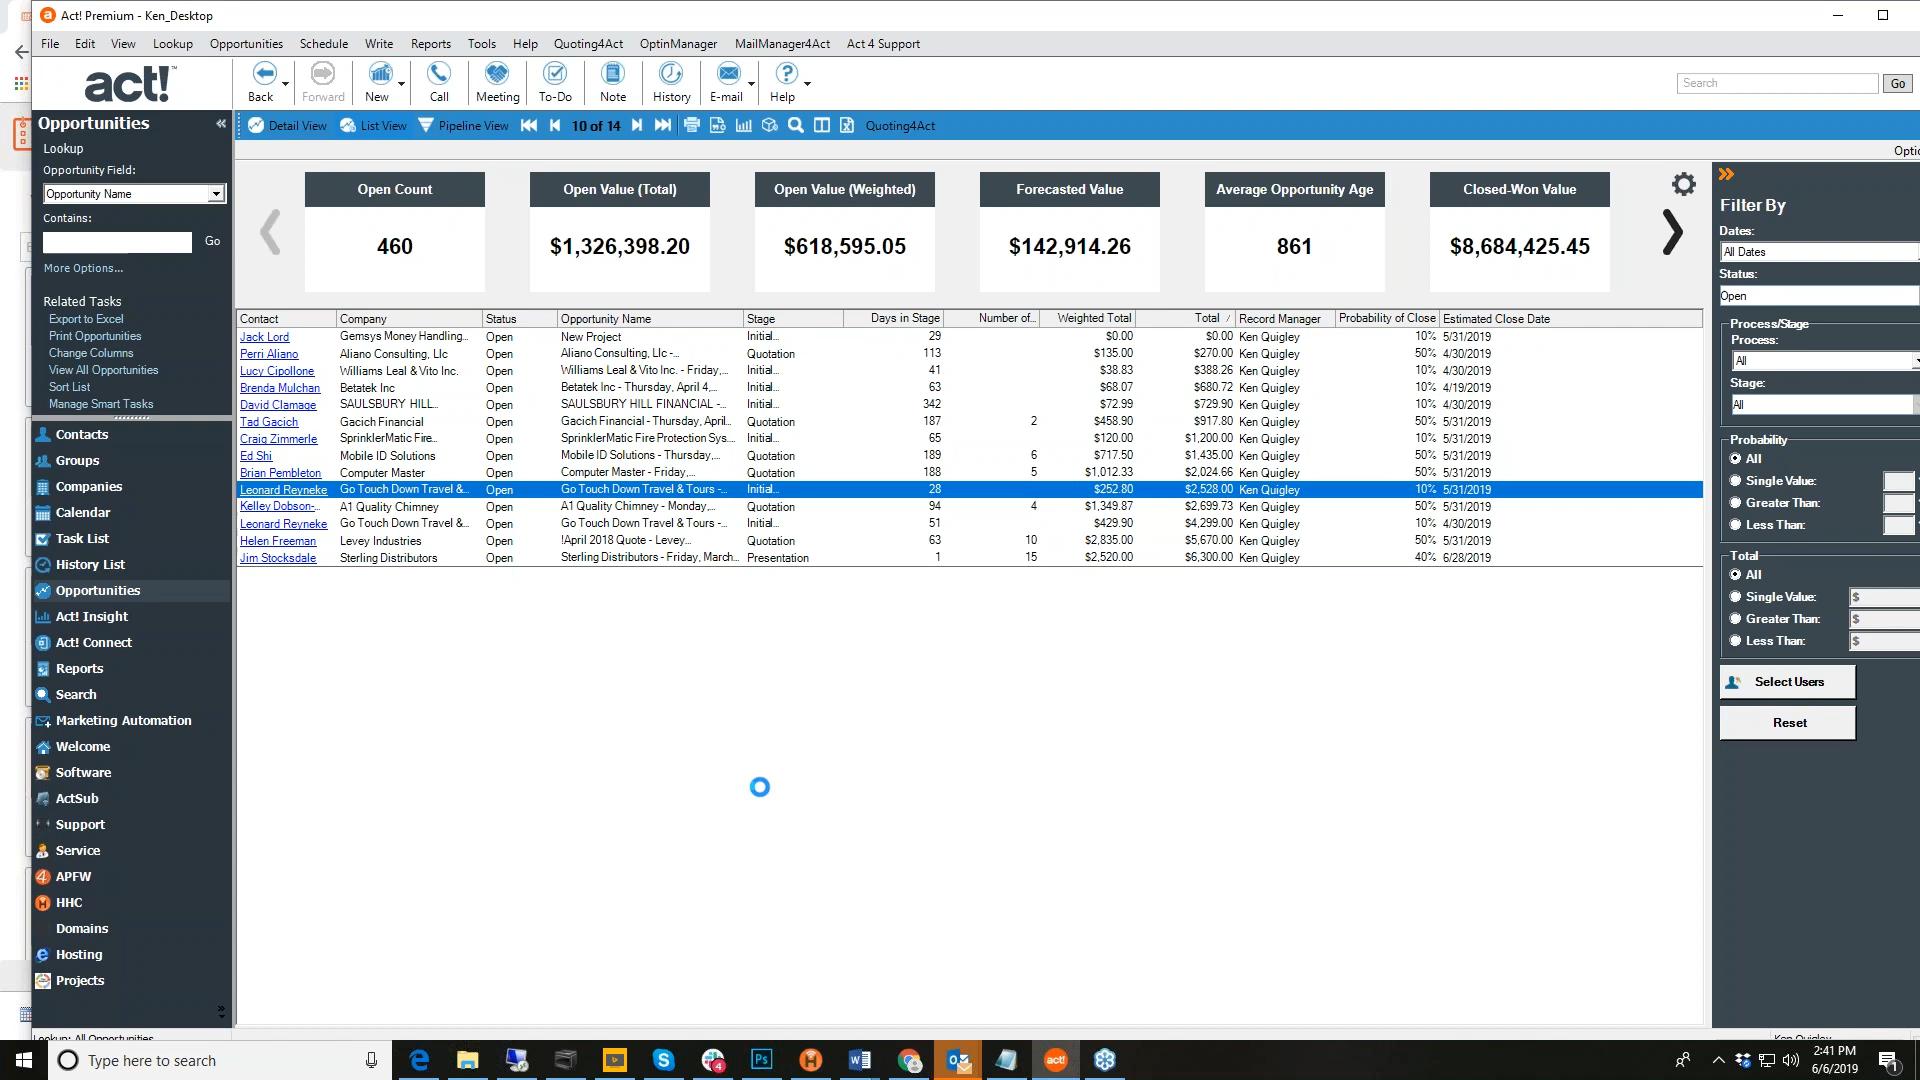 Act! Premium - Ken_Desktop
File Edit View Lookup Opportunities Schedule Write Reports Tools Help Quoting4Act OptinManager MailManager4Act Act 4 Support
act!™
Back Forward New Call Meeting To-Do Note History E-mail Help
Search Go
Opportunities «
Detail View List View Pipeline View 10 of 14 Quoting4Act
Lookup
Opportunity Field:
Opportunity Name
Contains:
Go
More Options...
Related Tasks
Export to Excel
Print Opportunities
Change Columns
View All Opportunities
Sort List
Manage Smart Tasks
Contacts
Groups
Companies
Calendar
Task List
History List
Opportunities
Act! Insight
Act! Connect
Reports
Search
Marketing Automation
Welcome
Software
ActSub
Support
Service
APFW
HHC
Domains
Hosting
Projects
Open Count Open Value (Total) Open Value (Weighted) Forecasted Value Average Opportunity Age Closed-Won Value
460 $1,326,398.20 $618,595.05 $142,914.26 861 $8,684,425.45
Contact Company Status Opportunity Name Stage Days in Stage Number of... Weighted Total Total / Record Manager Probability of Close Estimated Close Date
Jack Lord Gemsys Money Handling... Open New Project Initial... 29 $0.00 $0.00 Ken Quigley 10% 5/31/2019
Perri Aliano Aliano Consulting, Llc Open Aliano Consulting, Llc -... Quotation 113 $135.00 $270.00 Ken Quigley 50% 4/30/2019
Lucy Cipollone Williams Leal & Vito Inc. Open Williams Leal & Vito Inc. - Friday,... Initial... 41 $38.83 $388.26 Ken Quigley 10% 4/30/2019
Brenda Mulchan Betatek Inc Open Betatek Inc - Thursday, April 4,... Initial... 63 $68.07 $680.72 Ken Quigley 10% 4/19/2019
David Clamage SAULSBURY HILL... Open SAULSBURY HILL FINANCIAL -... Initial... 342 $72.99 $729.90 Ken Quigley 10% 4/30/2019
Tad Gacich Gacich Financial Open Gacich Financial - Thursday, April... Quotation 187 2 $458.90 $917.80 Ken Quigley 50% 5/31/2019
Craig Zimmerle SprinklerMatic Fire... Open SprinklerMatic Fire Protection Sys... Initial... 65 $120.00 $1,200.00 Ken Quigley 10% 5/31/2019
Ed Shi Mobile ID Solutions Open Mobile ID Solutions - Thursday,... Quotation 189 6 $717.50 $1,435.00 Ken Quigley 50% 5/31/2019
Brian Pembleton Computer Master Open Computer Master - Friday,... Quotation 188 5 $1,012.33 $2,024.66 Ken Quigley 50% 5/31/2019
Leonard Reyneke Go Touch Down Travel &... Open Go Touch Down Travel & Tours -... Initial... 28 $252.80 $2,528.00 Ken Quigley 10% 5/31/2019
Kelley Dobson-... A1 Quality Chimney Open A1 Quality Chimney - Monday,... Quotation 94 4 $1,349.87 $2,699.73 Ken Quigley 50% 5/31/2019
Leonard Reyneke Go Touch Down Travel &... Open Go Touch Down Travel & Tours -... Initial... 51 $429.90 $4,299.00 Ken Quigley 10% 4/30/2019
Helen Freeman Levey Industries Open !April 2018 Quote - Levey... Quotation 63 10 $2,835.00 $5,670.00 Ken Quigley 50% 5/31/2019
Jim Stocksdale Sterling Distributors Open Sterling Distributors - Friday, March... Presentation 1 15 $2,520.00 $6,300.00 Ken Quigley 40% 6/28/2019
Optio
Filter By
Dates:
All Dates
Status:
Open
Process/Stage
Process:
All
Stage:
All
Probability
All
Single Value:
Greater Than:
Less Than:
Total
All
Single Value: $
Greater Than: $
Less Than: $
Select Users
Reset
Lookup: All Opportunities Ken Quigley
Type here to search
2:41 PM
6/6/2019